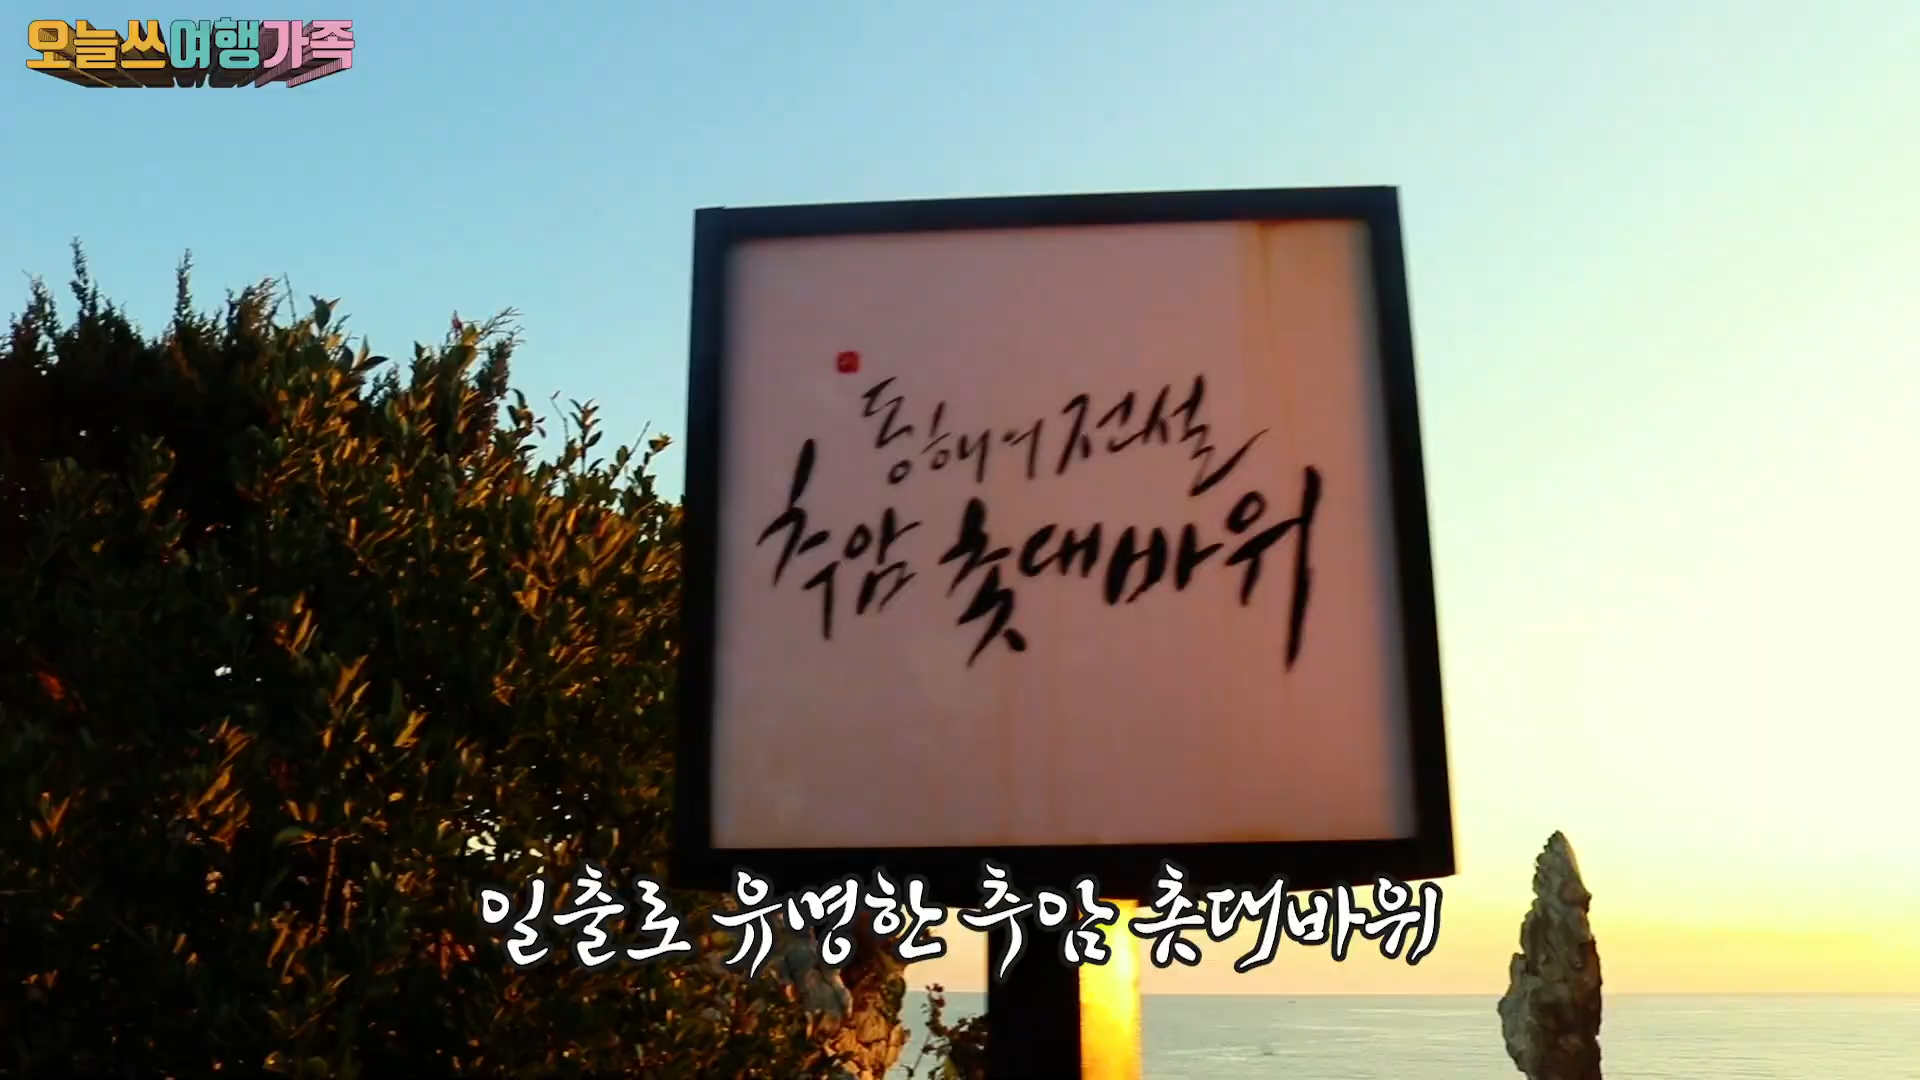 오늘쓰여행가족
동해의 전설
추암 촛대바위
일출로 유명한 추암 촛대바위